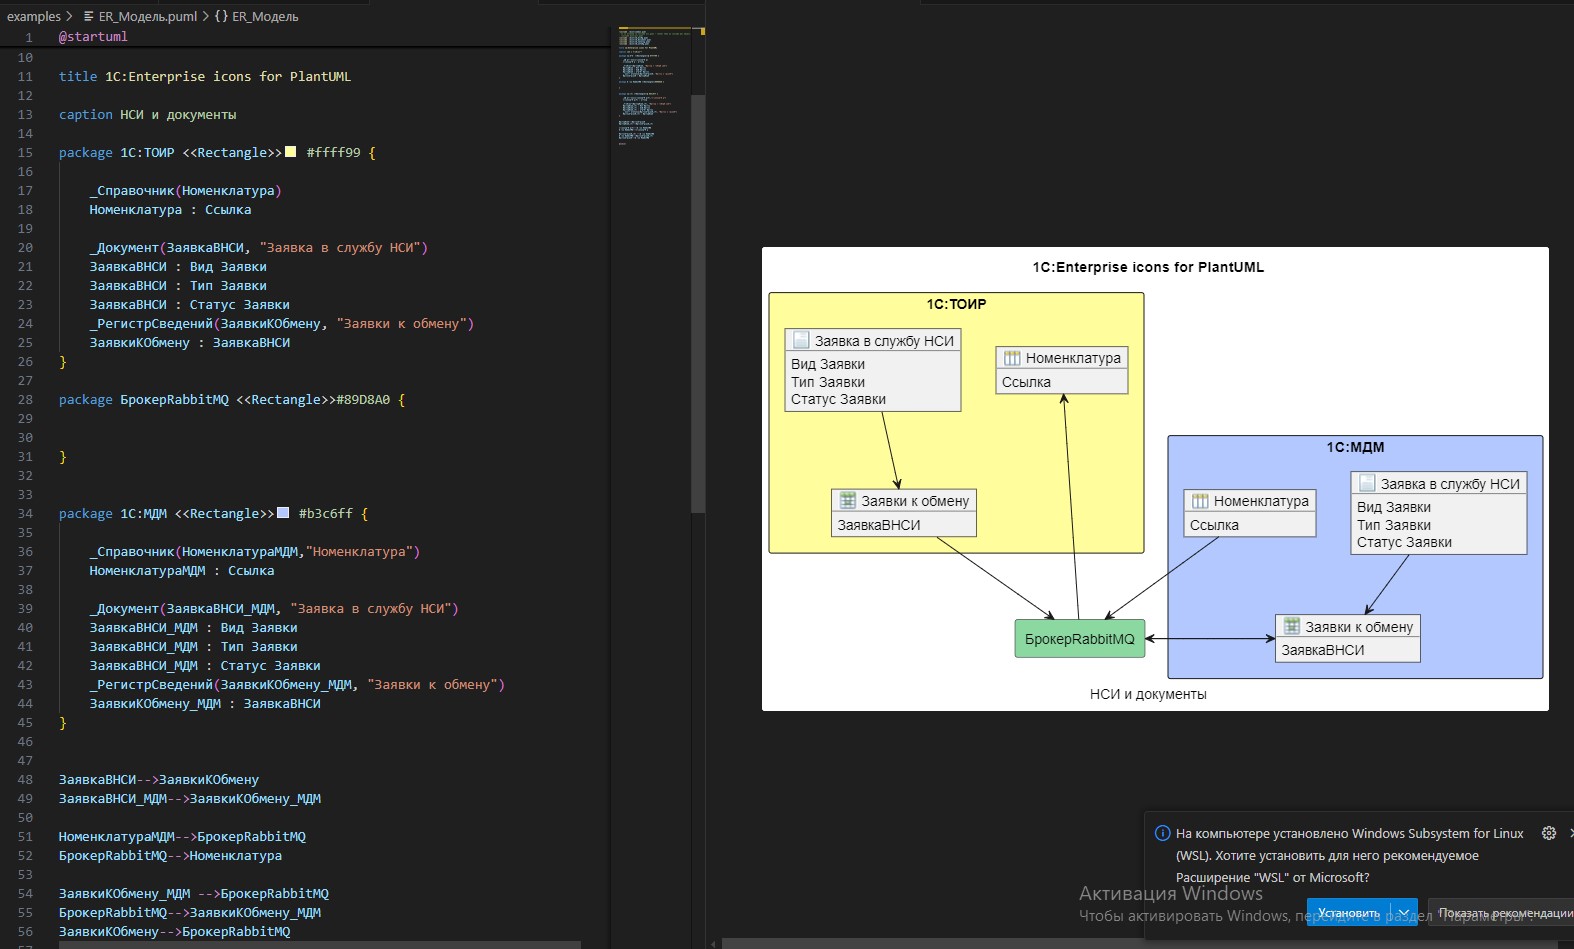 examples > ER_Модель.puml > {} ER_Модель
1 @startuml
10
11 title 1C:Enterprise icons for PlantUML
12
13 caption НСИ и документы
14
15 package 1С:ТОИР <<Rectangle>> #ffff99 {
16
17 _Справочник(Номенклатура)
18 Номенклатура : Ссылка
19
20 _Документ(ЗаявкаВНСИ, "Заявка в службу НСИ")
21 ЗаявкаВНСИ : Вид Заявки
22 ЗаявкаВНСИ : Тип Заявки
23 ЗаявкаВНСИ : Статус Заявки
24 _РегистрСведений(ЗаявкиКОбмену, "Заявки к обмену")
25 ЗаявкиКОбмену : ЗаявкаВНСИ
26 }
27
28 package БрокерRabbitMQ <<Rectangle>>#89D8A0 {
29
30
31 }
32
33
34 package 1С:МДМ <<Rectangle>> #b3c6ff {
35
36 _Справочник(НоменклатураМДМ,"Номенклатура")
37 НоменклатураМДМ : Ссылка
38
39 _Документ(ЗаявкаВНСИ_МДМ, "Заявка в службу НСИ")
40 ЗаявкаВНСИ_МДМ : Вид Заявки
41 ЗаявкаВНСИ_МДМ : Тип Заявки
42 ЗаявкаВНСИ_МДМ : Статус Заявки
43 _РегистрСведений(ЗаявкиКОбмену_МДМ, "Заявки к обмену")
44 ЗаявкиКОбмену_МДМ : ЗаявкаВНСИ
45 }
46
47
48 ЗаявкаВНСИ-->ЗаявкиКОбмену
49 ЗаявкаВНСИ_МДМ-->ЗаявкиКОбмену_МДМ
50
51 НоменклатураМДМ-->БрокерRabbitMQ
52 БрокерRabbitMQ-->Номенклатура
53
54 ЗаявкиКОбмену_МДМ -->БрокерRabbitMQ
55 БрокерRabbitMQ-->ЗаявкиКОбмену_МДМ
56 ЗаявкиКОбмену-->БрокерRabbitMQ
57
1C:Enterprise icons for PlantUML
1С:ТОИР
Заявка в службу НСИ
Вид Заявки
Тип Заявки
Статус Заявки
Номенклатура
Ссылка
Заявки к обмену
ЗаявкаВНСИ
1С:МДМ
Номенклатура
Ссылка
Заявка в службу НСИ
Вид Заявки
Тип Заявки
Статус Заявки
БрокерRabbitMQ
Заявки к обмену
ЗаявкаВНСИ
НСИ и документы
На компьютере установлено Windows Subsystem for Linux
(WSL). Хотите установить для него рекомендуемое
Расширение "WSL" от Microsoft?
Установить
Показать рекомендации
Активация Windows
Чтобы активировать Windows, перейдите в раздел "Параметры".